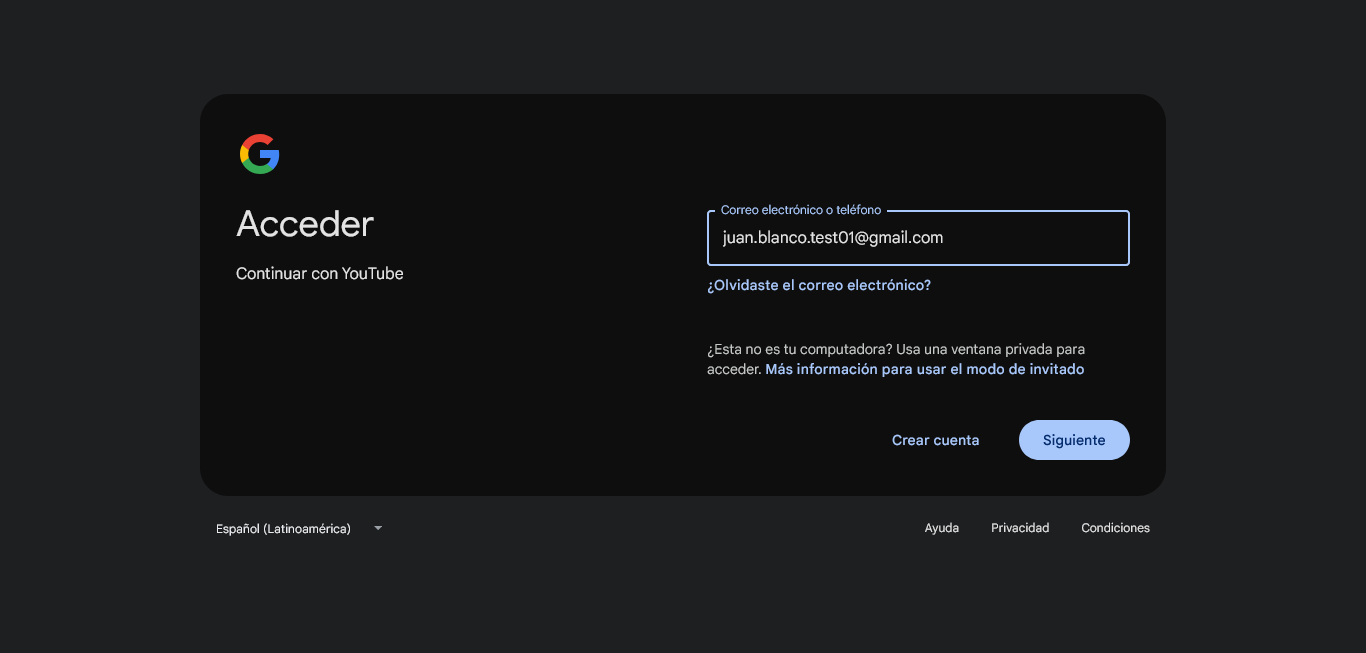 Acceder
Continuar con YouTube
Correo electrónico o teléfono
juan.blanco.test01@gmail.com
¿Olvidaste el correo electrónico?
¿Esta no es tu computadora? Usa una ventana privada para
acceder. Más información para usar el modo de invitado
Crear cuenta
Siguiente
Español (Latinoamérica)
Ayuda
Privacidad
Condiciones